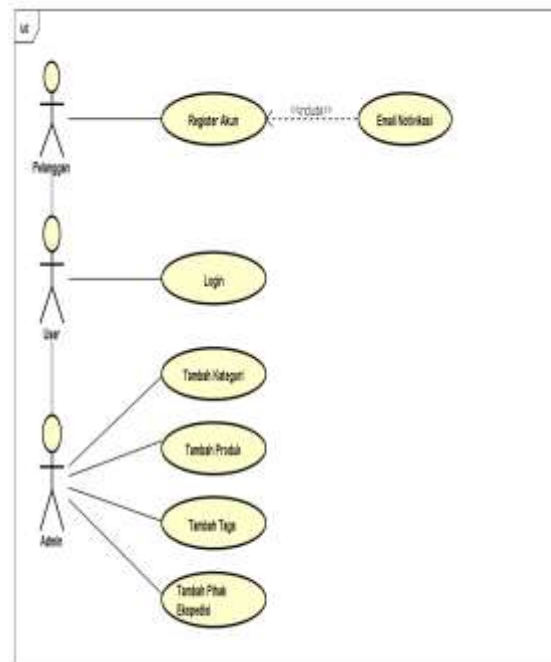 uc
Pelanggan
Register Akun
<<include>>
Email Notifikasi
User
Login
Admin
Tambah Kategori
Tambah Produk
Tambah Tags
Tambah Pihak
Ekspedisi